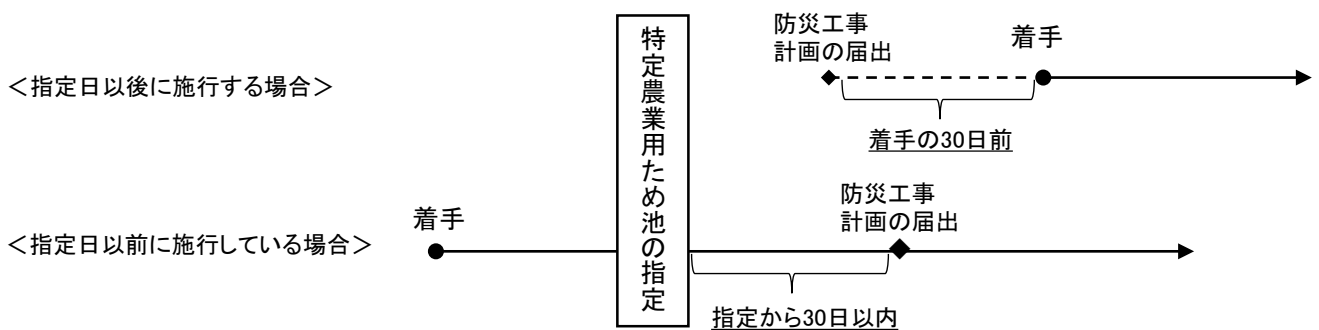 特定農業用ため池の指定
＜指定日以後に施行する場合＞
防災工事
計画の届出
着手
着手の30日前
＜指定日以前に施行している場合＞
着手
防災工事
計画の届出
指定から30日以内